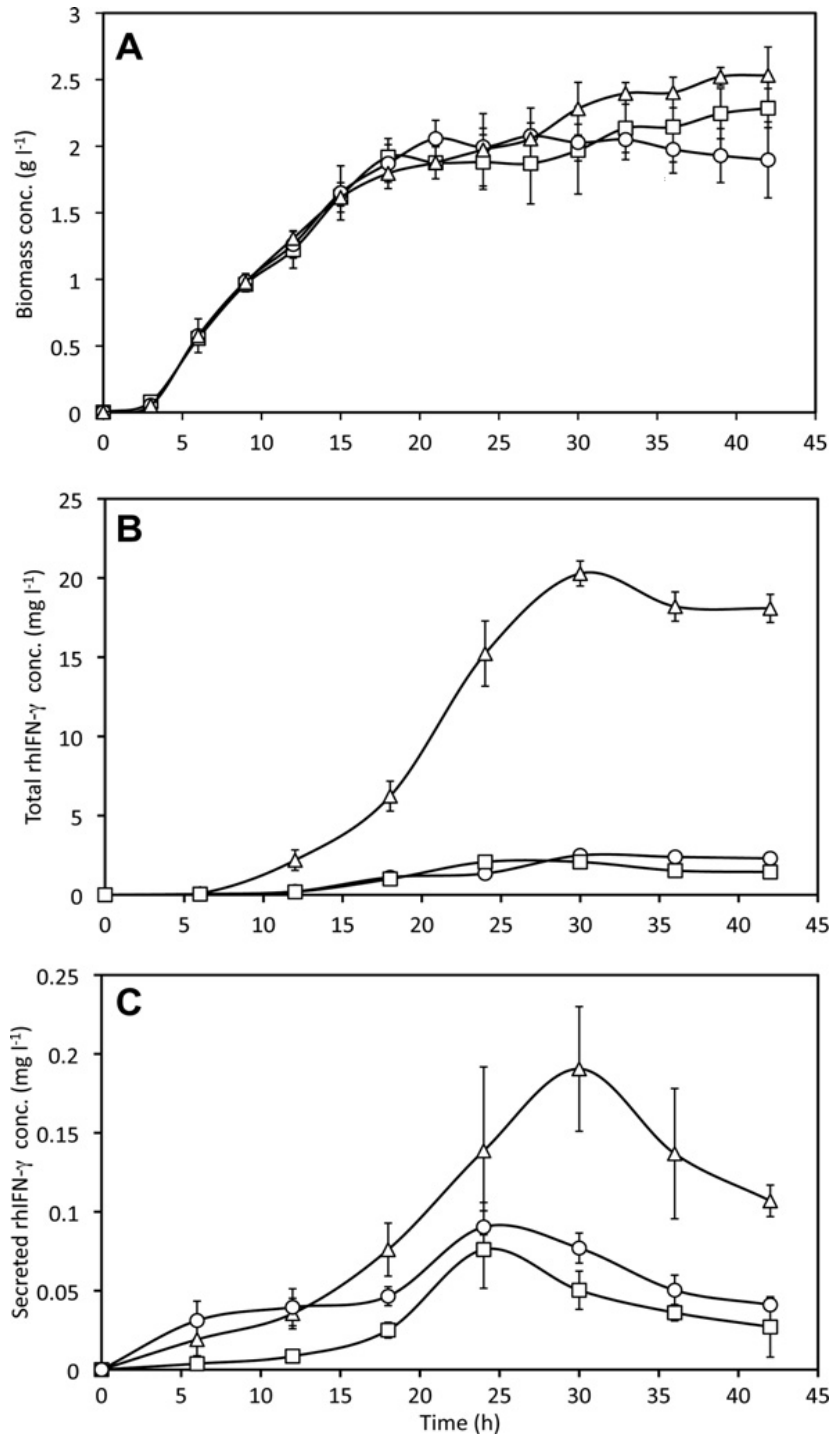 A
Biomass conc. (g l⁻¹)
3
2.5
2
1.5
1
0.5
0
0 5 10 15 20 25 30 35 40 45
B
Total rhIFN-γ conc. (mg l⁻¹)
25
20
15
10
5
0
0 5 10 15 20 25 30 35 40 45
C
Secreted rhIFN-γ conc. (mg l⁻¹)
0.25
0.2
0.15
0.1
0.05
0
0 5 10 15 20 25 30 35 40 45
Time (h)